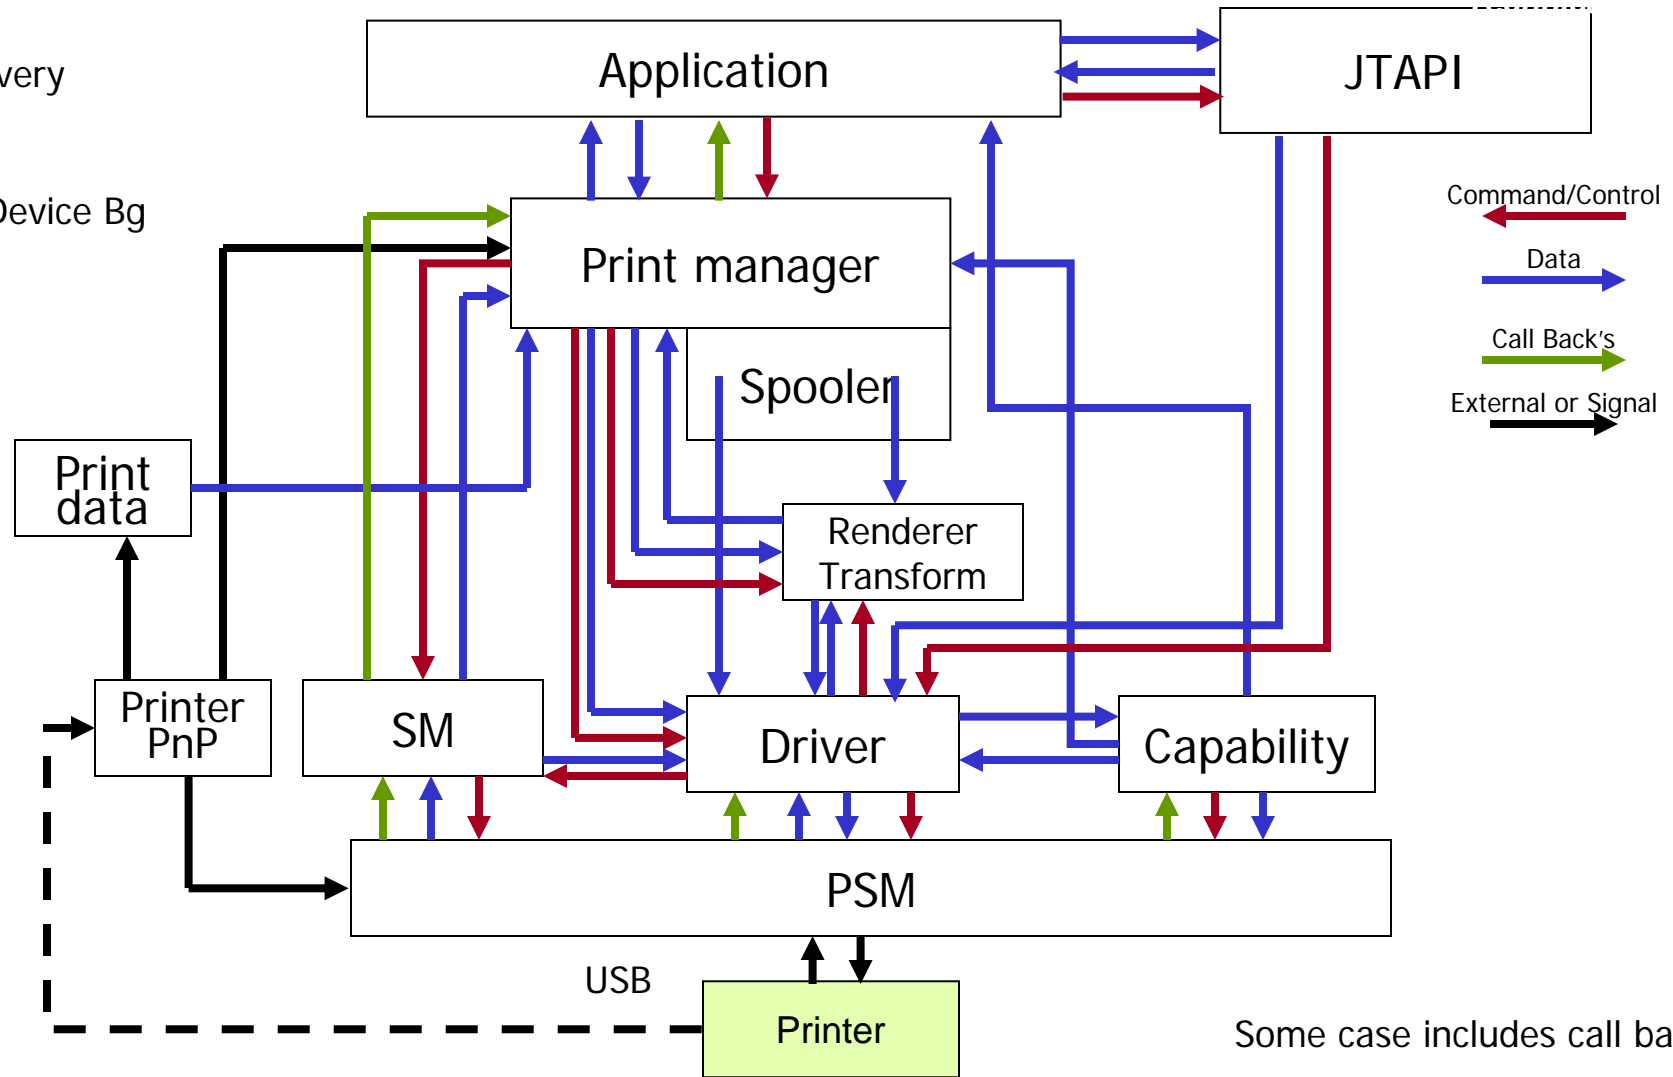 very
Application
JTAPI
Device Bg
Command/Control
Data
Call Back's
External or Signal
Print manager
Spooler
Print
data
Renderer
Transform
Printer
PnP
SM
Driver
Capability
PSM
USB
Printer
Some case includes call ba